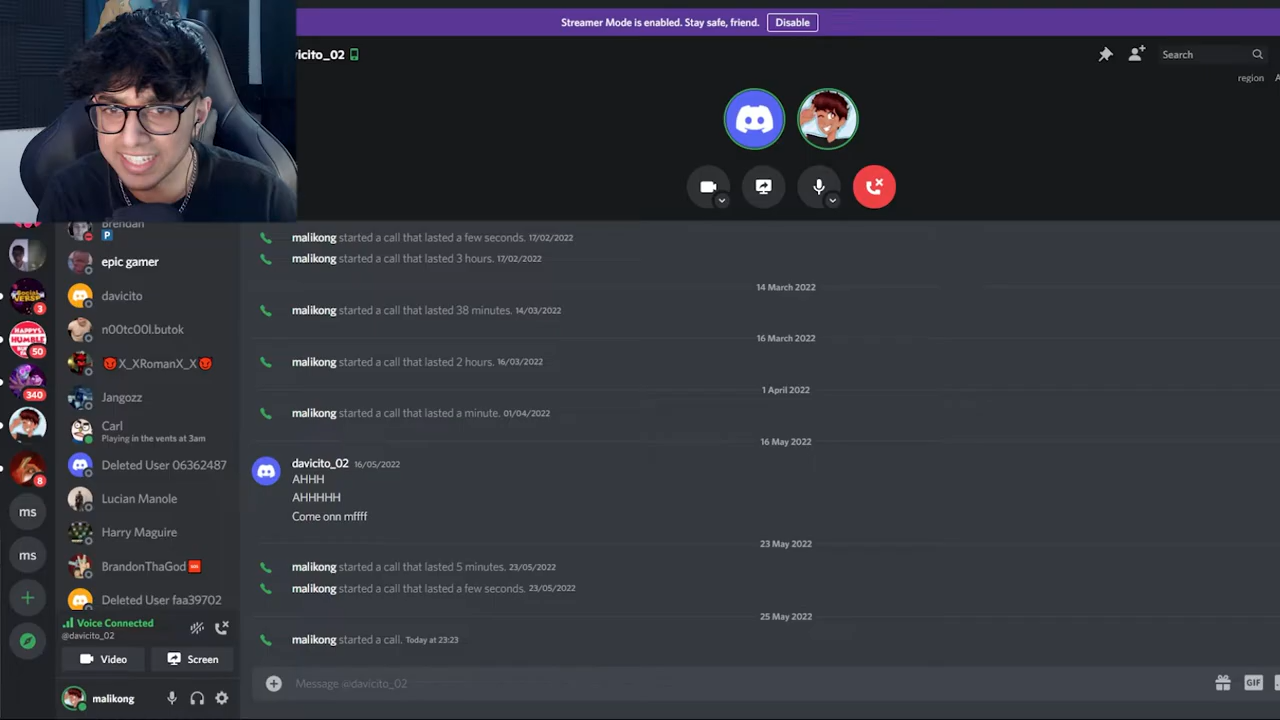 Streamer Mode is enabled. Stay safe, friend. Disable
vicito_02
Search
region
Brendan
P
epic gamer
davicito
n00tc00l.butok
X_XRomanX_X
Jangozz
Carl
Playing in the vents at 3am
Deleted User 06362487
Lucian Manole
Harry Maguire
BrandonThaGod
Deleted User faa39702
3
50
340
8
ms
ms
Voice Connected
@davicito_02
Video Screen
malikong
malikong started a call that lasted a few seconds. 17/02/2022
malikong started a call that lasted 3 hours. 17/02/2022
14 March 2022
malikong started a call that lasted 38 minutes. 14/03/2022
16 March 2022
malikong started a call that lasted 2 hours. 16/03/2022
1 April 2022
malikong started a call that lasted a minute. 01/04/2022
16 May 2022
davicito_02 16/05/2022
AHHH
AHHHHH
Come onn mffff
23 May 2022
malikong started a call that lasted 5 minutes. 23/05/2022
malikong started a call that lasted a few seconds. 23/05/2022
25 May 2022
malikong started a call. Today at 23:23
Message @davicito_02
GIF